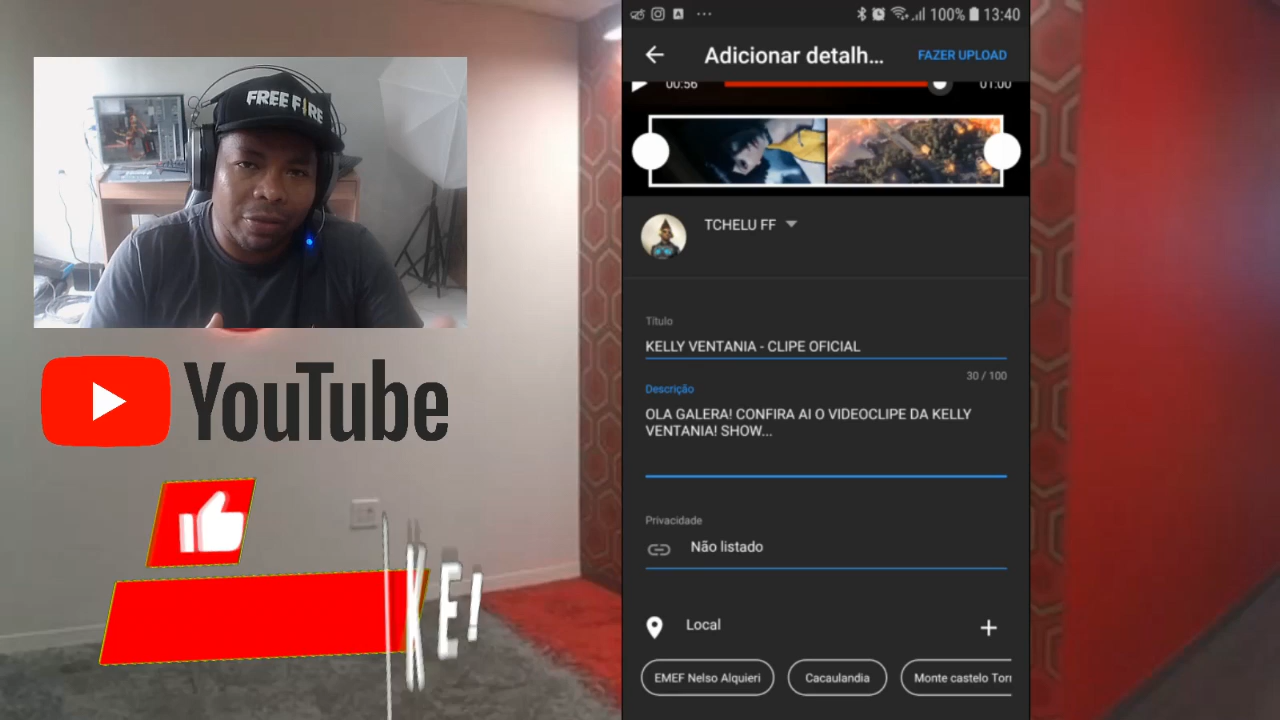 FREE FIRE
YouTube
KE!
100% 13:40
Adicionar detalh...
FAZER UPLOAD
00:56
01:00
TCHELU FF
Título
KELLY VENTANIA - CLIPE OFICIAL
30 / 100
Descrição
OLA GALERA! CONFIRA AI O VIDEOCLIPE DA KELLY
VENTANIA! SHOW...
Privacidade
Não listado
Local
EMEF Nelso Alquieri
Cacaulandia
Monte castelo Torr